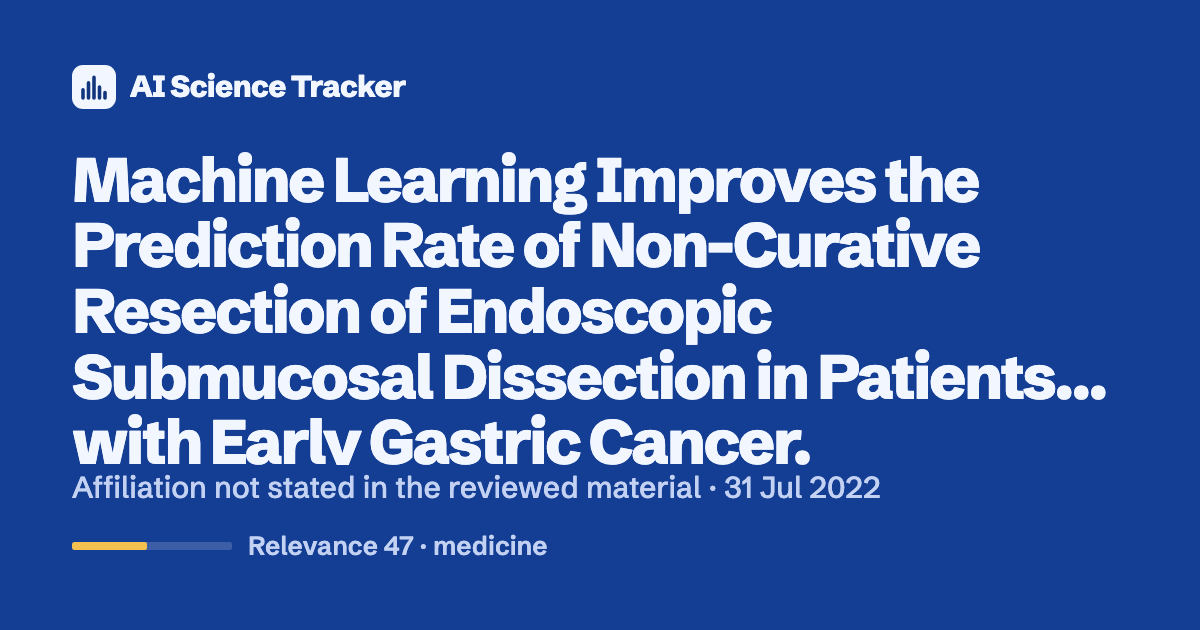 AI Science Tracker
Machine Learning Improves the
Prediction Rate of Non-Curative
Resection of Endoscopic
Submucosal Dissection in Patients...
with Early Gastric Cancer.
Affiliation not stated in the reviewed material · 31 Jul 2022
Relevance 47 · medicine